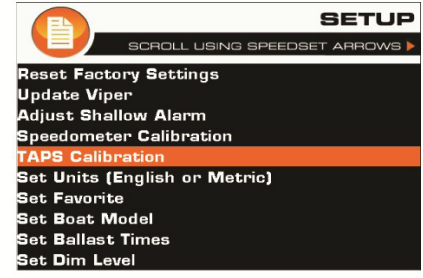 SETUP
SCROLL USING SPEEDSET ARROWS
Reset Factory Settings
Update Viper
Adjust Shallow Alarm
Speedometer Calibration
TAPS Calibration
Set Units (English or Metric)
Set Favorite
Set Boat Model
Set Ballast Times
Set Dim Level